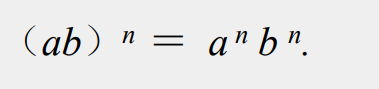 （ab）ⁿ = aⁿbⁿ.